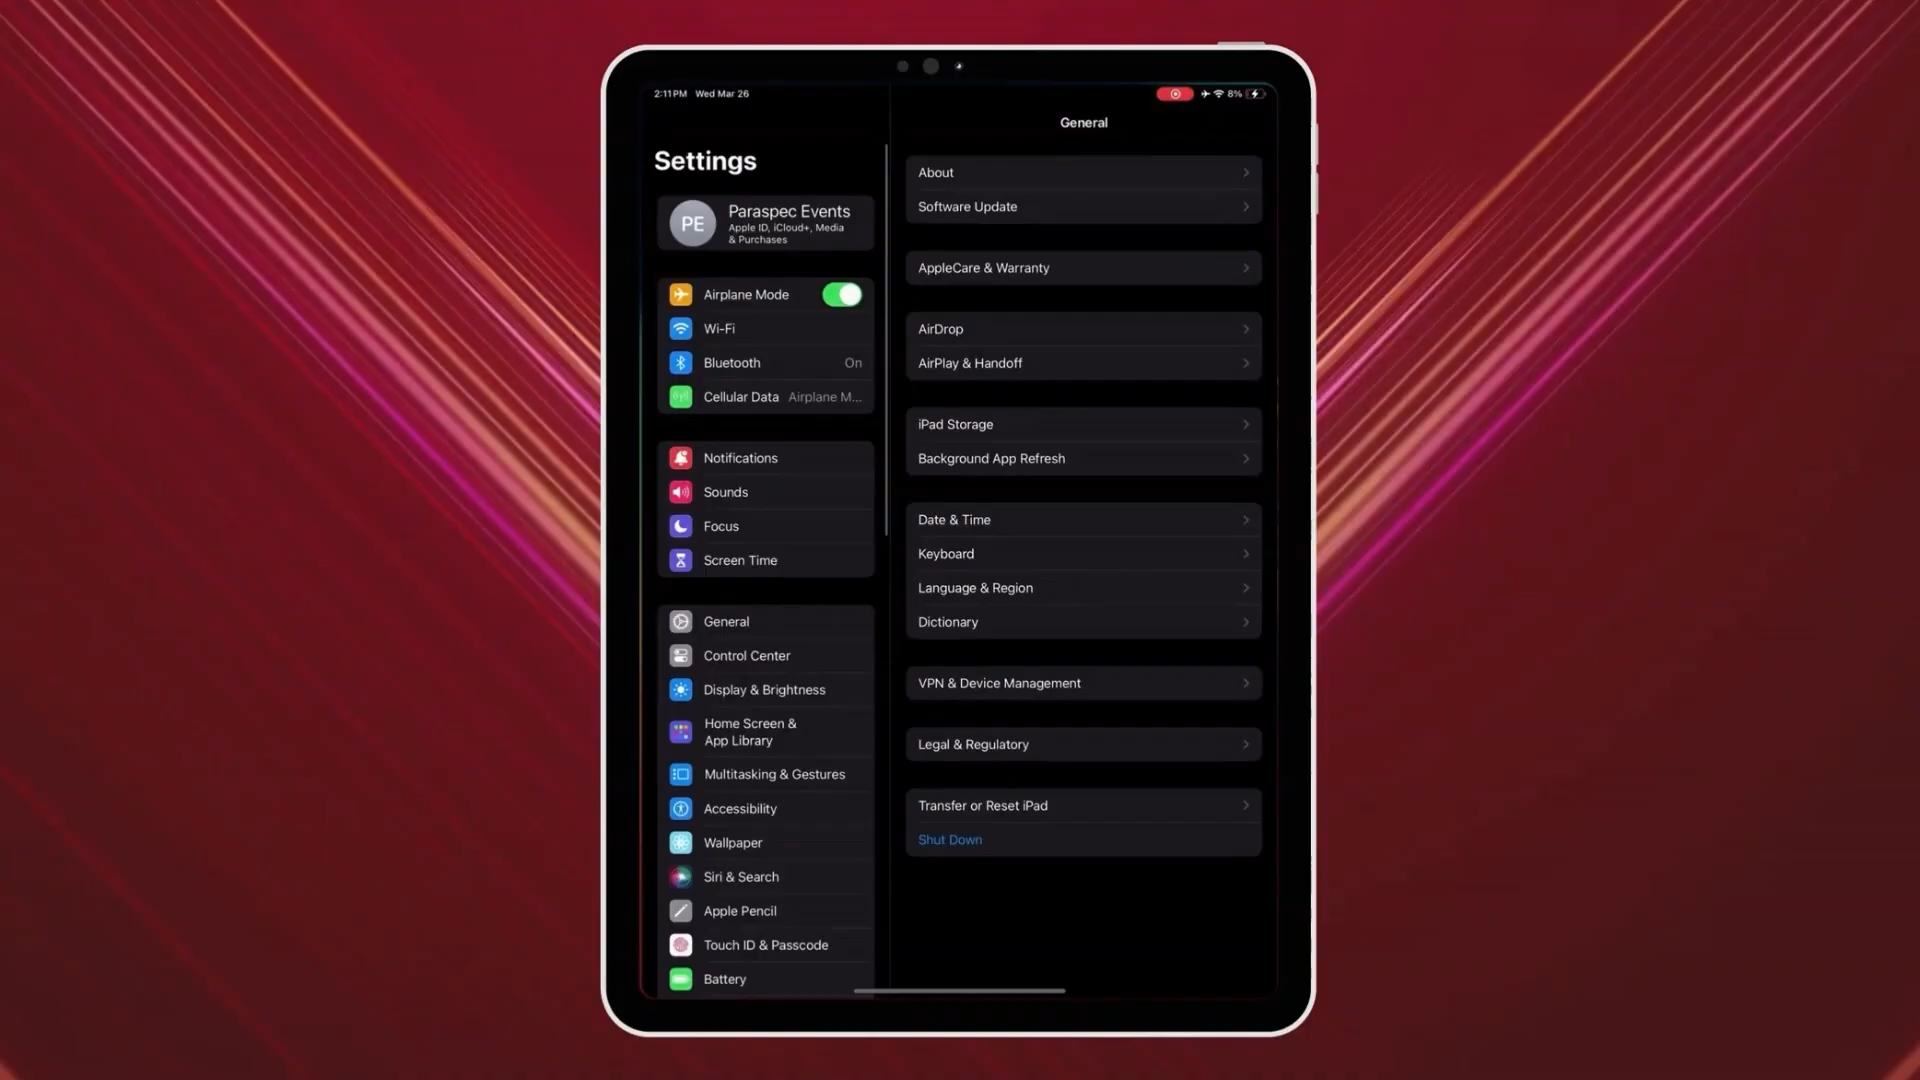 2:11 PM Wed Mar 26
8%
Settings
PE
Paraspec Events
Apple ID, iCloud+, Media
& Purchases
Airplane Mode
Wi-Fi
Bluetooth On
Cellular Data Airplane M...
Notifications
Sounds
Focus
Screen Time
General
Control Center
Display & Brightness
Home Screen &
App Library
Multitasking & Gestures
Accessibility
Wallpaper
Siri & Search
Apple Pencil
Touch ID & Passcode
Battery
General
About
Software Update
AppleCare & Warranty
AirDrop
AirPlay & Handoff
iPad Storage
Background App Refresh
Date & Time
Keyboard
Language & Region
Dictionary
VPN & Device Management
Legal & Regulatory
Transfer or Reset iPad
Shut Down